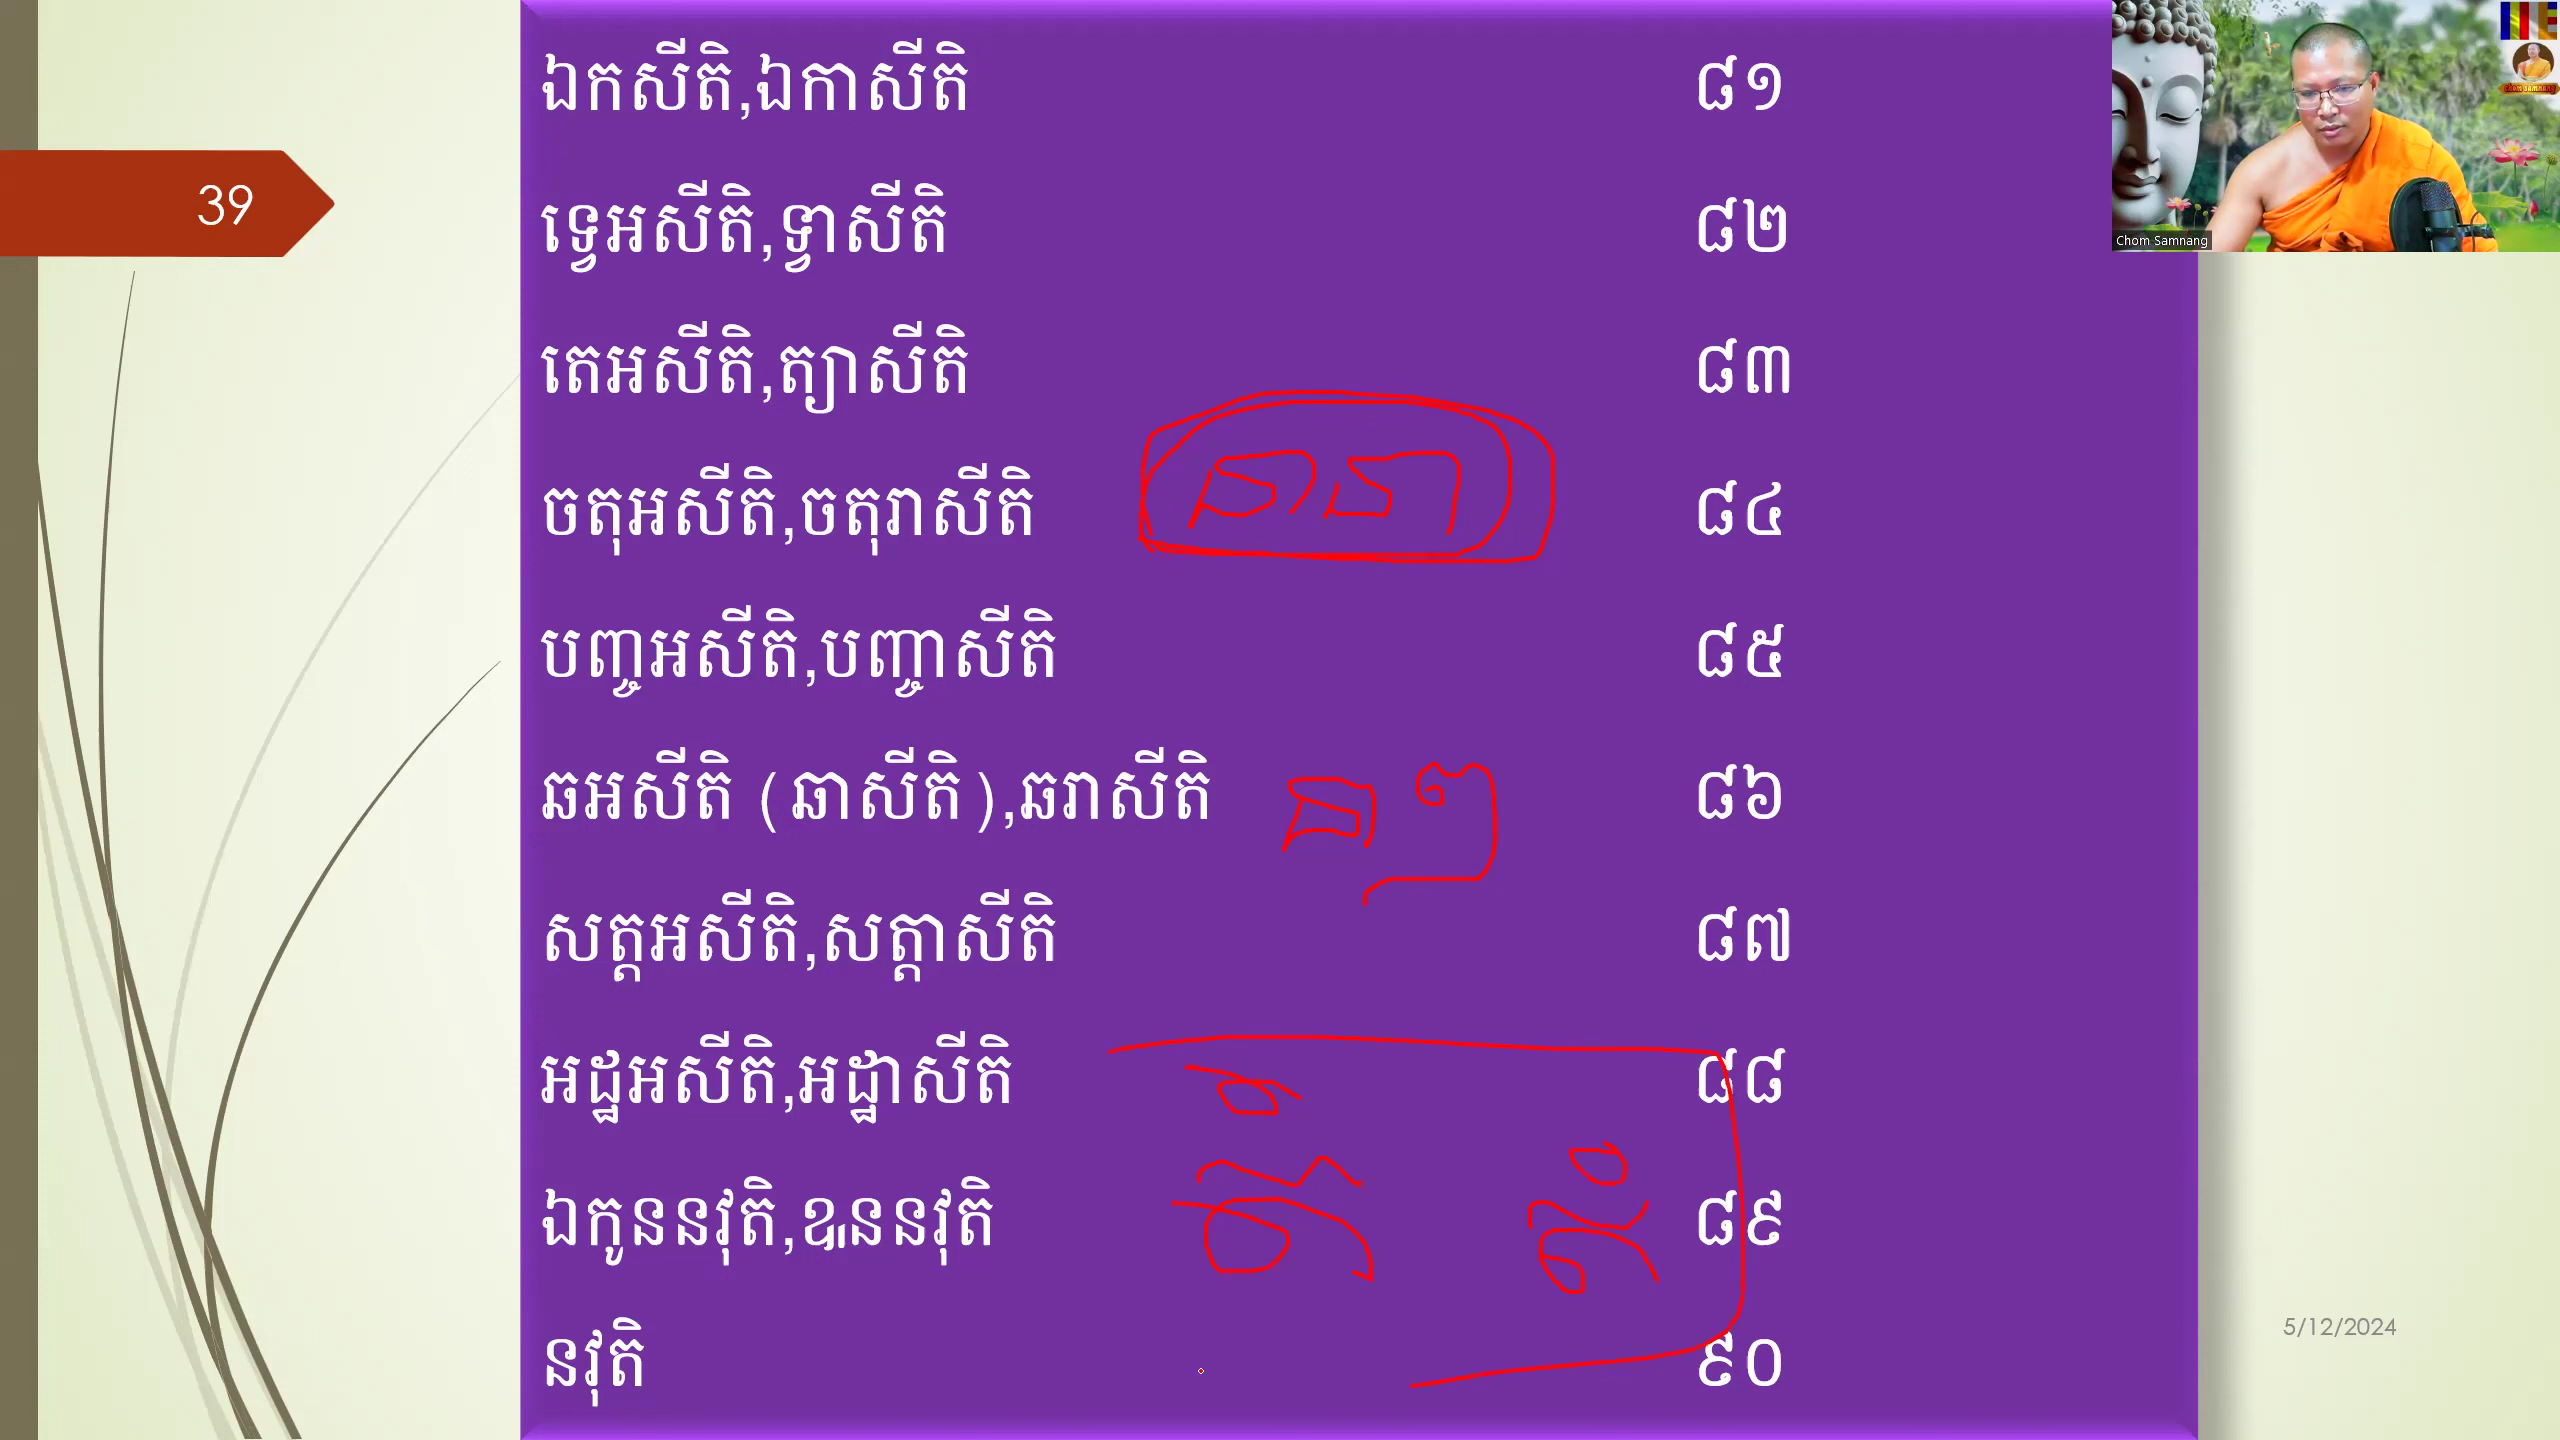 ឯកសីតិ,ឯកាសីតិ ៨១
ទ្វេអសីតិ,ទ្វាសីតិ ៨២
39
តេអសីតិ,ត្យាសីតិ ៨៣
ចតុអសីតិ,ចតុរាសីតិ ៨៤
បញ្ចអសីតិ,បញ្ចាសីតិ ៨៥
ឆអសីតិ (ឆាសីតិ),ឆរាសីតិ ៨៦
សត្តអសីតិ,សត្តាសីតិ ៨៧
អដ្ឋអសីតិ,អដ្ឋាសីតិ ៨៨
ឯកូននវុតិ,ឩននវុតិ ៨៩
នវុតិ ៩០
Chom Samnang
5/12/2024